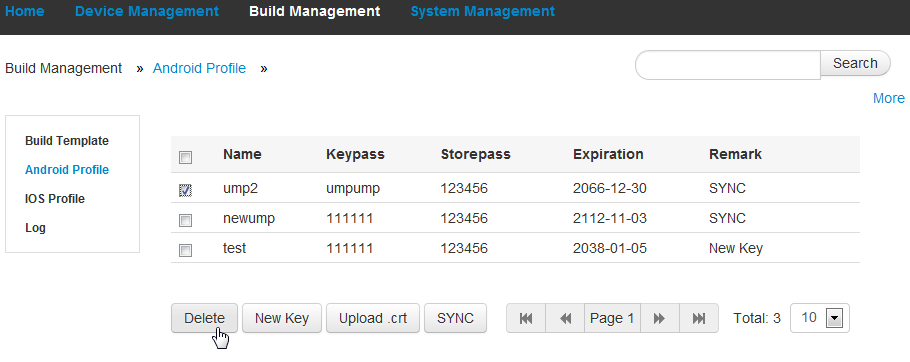 Home Device Management Build Management System Management
Build Management » Android Profile » Search
More
Build Template
Android Profile
IOS Profile
Log
Name Keypass Storepass Expiration Remark
ump2 umpump 123456 2066-12-30 SYNC
newump 111111 123456 2112-11-03 SYNC
test 111111 123456 2038-01-05 New Key
Delete New Key Upload .crt SYNC Page 1 Total: 3 10